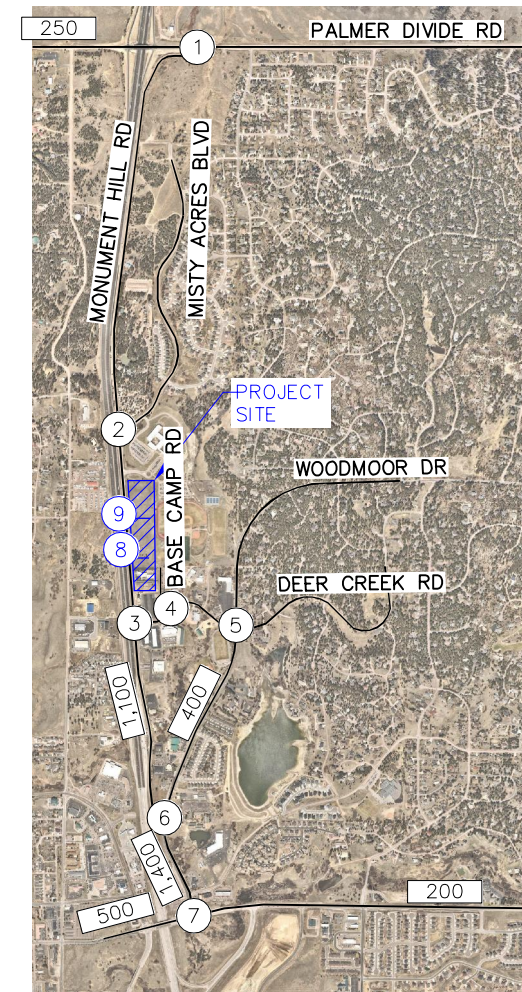 250
PALMER DIVIDE RD
1
MONUMENT HILL RD
MISTY ACRES BLVD
PROJECT
SITE
2
BASE CAMP RD
WOODMOOR DR
9
8
DEER CREEK RD
4
3
5
1,100
400
6
1,400
200
500
7